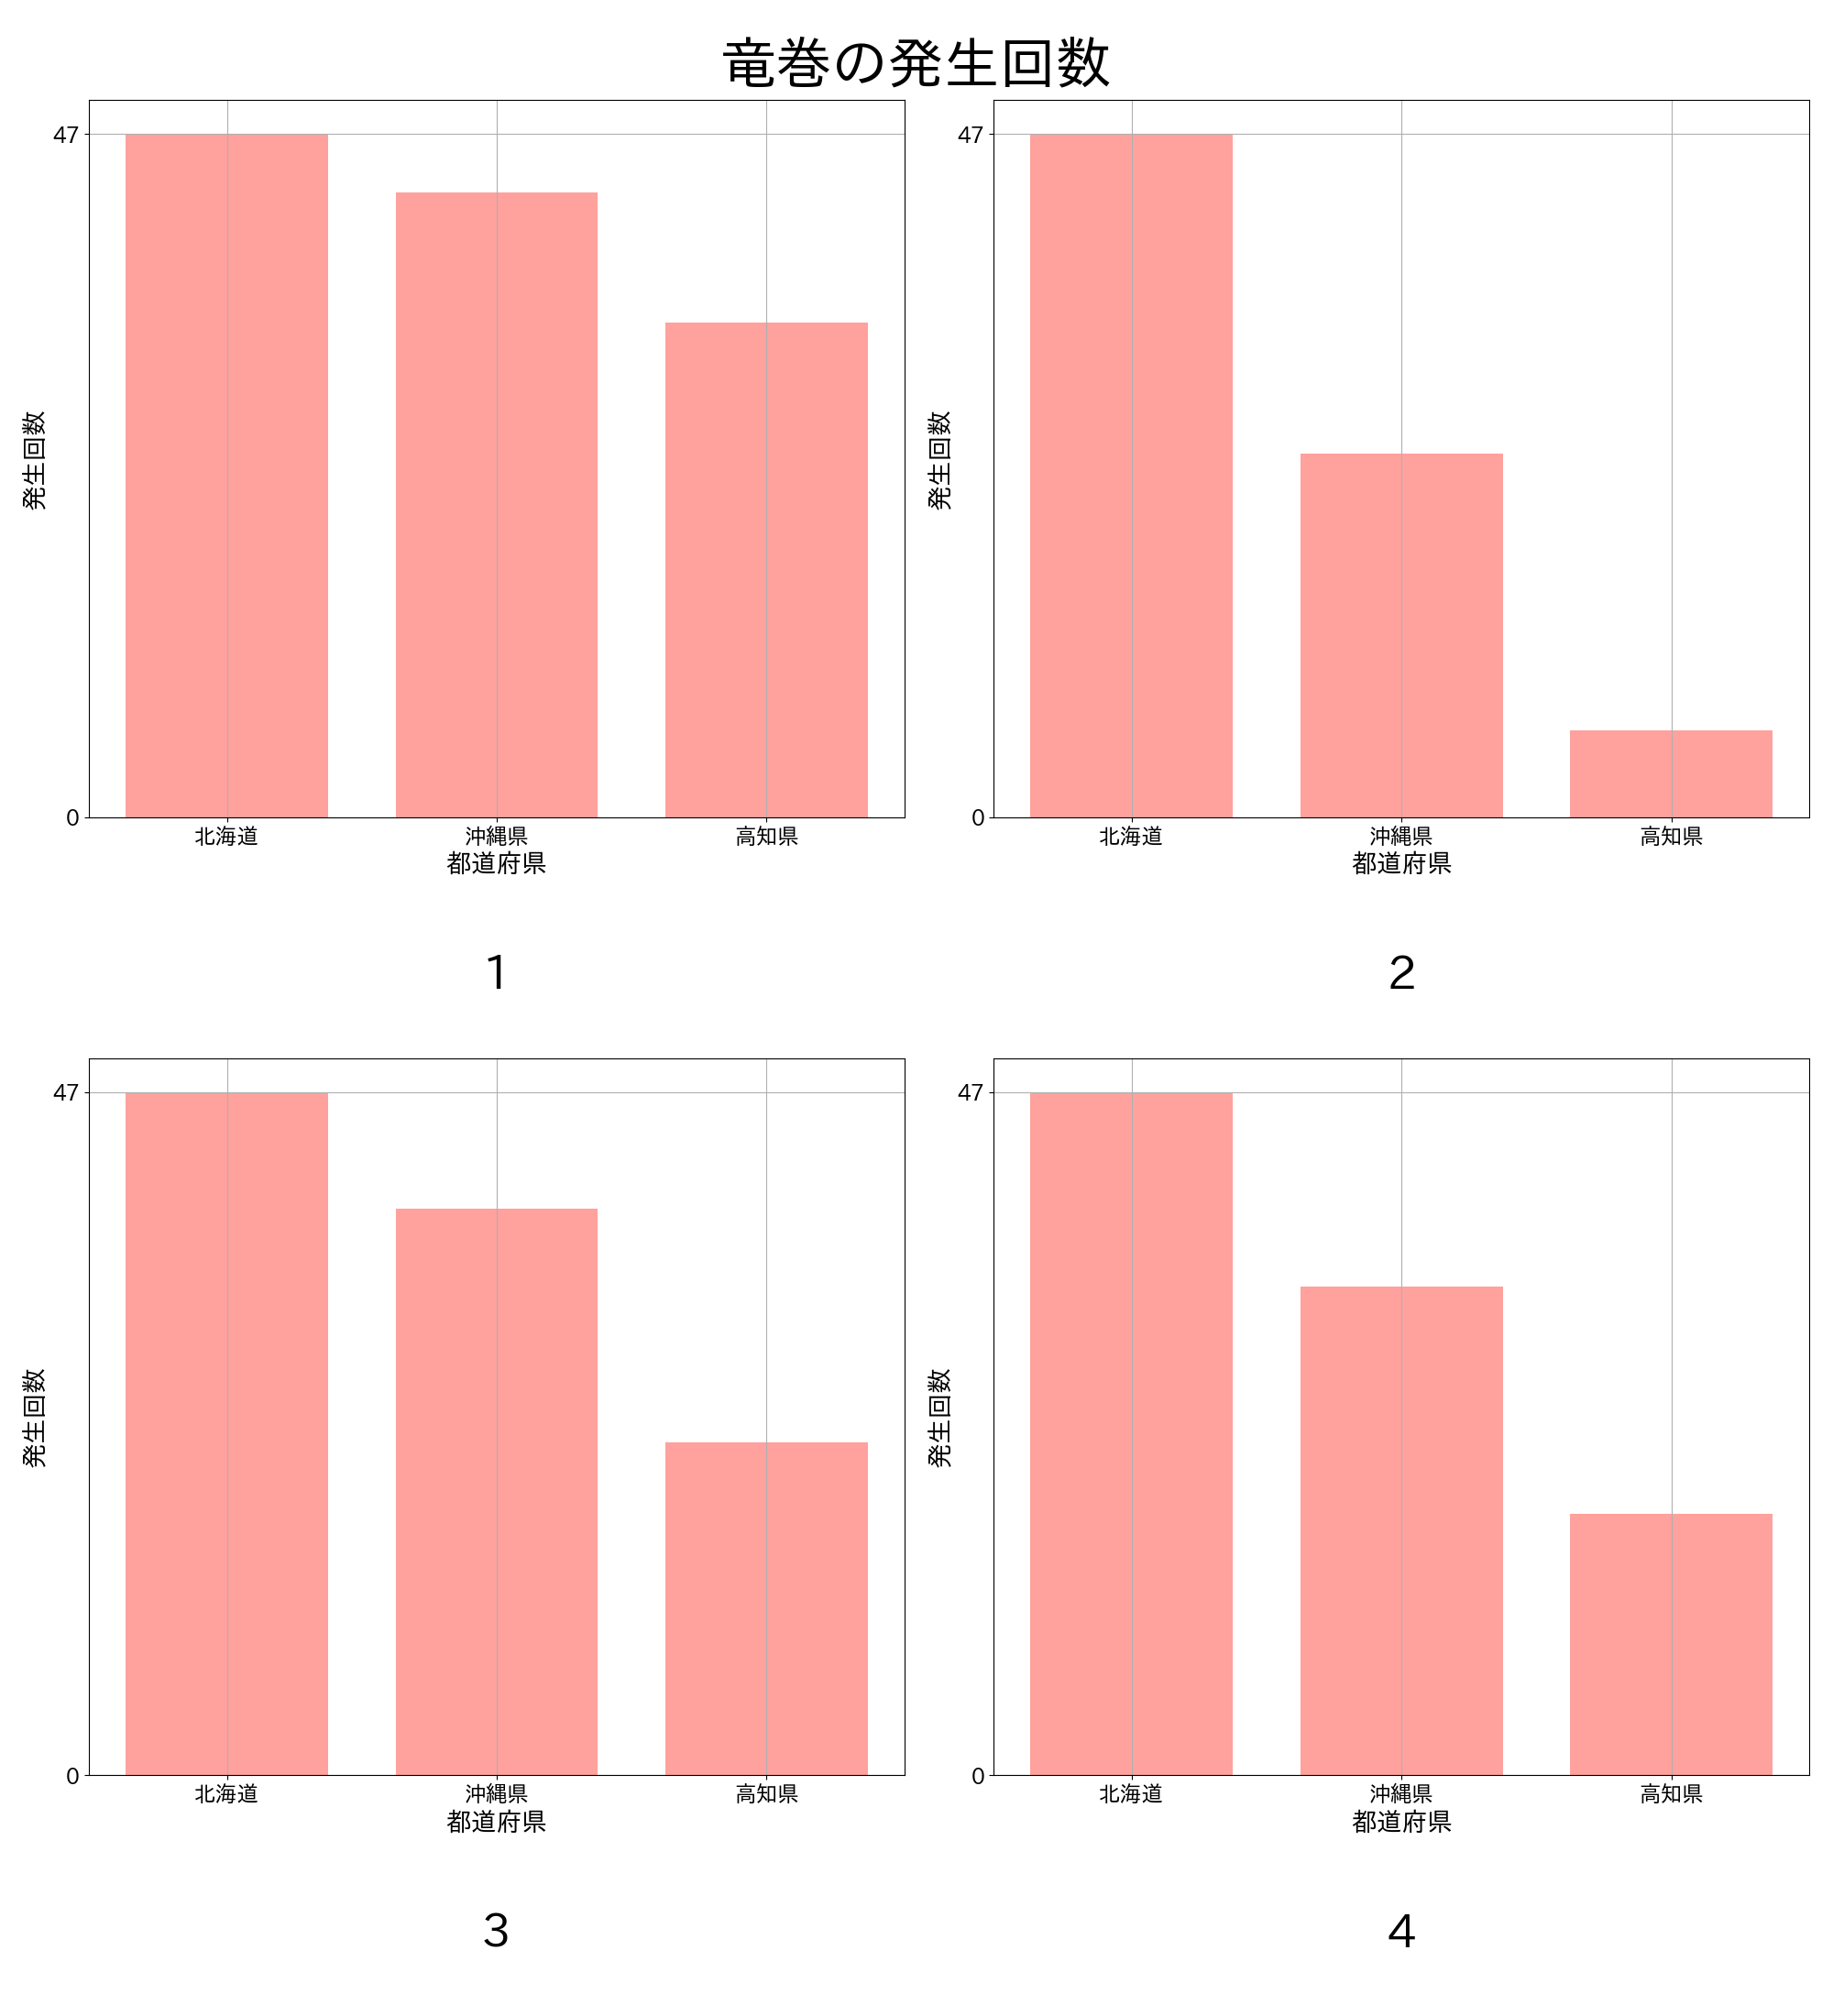 竜巻の発生回数
47
0
発生回数
北海道 沖縄県 高知県
都道府県
1
47
0
発生回数
北海道 沖縄県 高知県
都道府県
2
47
0
発生回数
北海道 沖縄県 高知県
都道府県
3
47
0
発生回数
北海道 沖縄県 高知県
都道府県
4